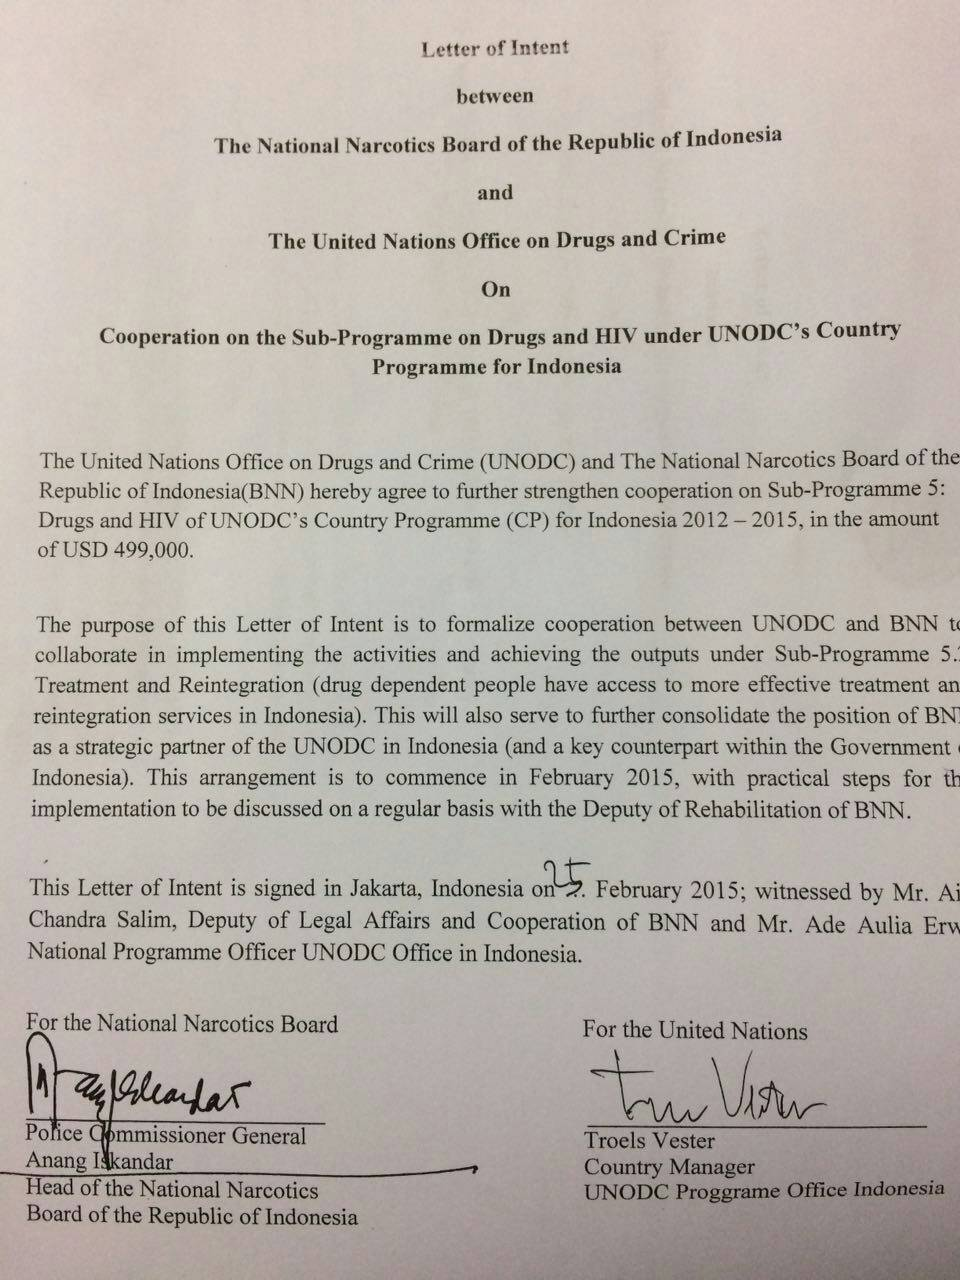 Letter of Intent
between
The National Narcotics Board of the Republic of Indonesia
and
The United Nations Office on Drugs and Crime
On
Cooperation on the Sub-Programme on Drugs and HIV under UNODC's Country
Programme for Indonesia
The United Nations Office on Drugs and Crime (UNODC) and The National Narcotics Board of the
Republic of Indonesia(BNN) hereby agree to further strengthen cooperation on Sub-Programme 5:
Drugs and HIV of UNODC's Country Programme (CP) for Indonesia 2012 – 2015, in the amount
of USD 499,000.
The purpose of this Letter of Intent is to formalize cooperation between UNODC and BNN to
collaborate in implementing the activities and achieving the outputs under Sub-Programme
Treatment and Reintegration (drug dependent people have access to more effective treatment an
reintegration services in Indonesia). This will also serve to further consolidate the position of
as a strategic partner of the UNODC in Indonesia (and a key counterpart within the Government
Indonesia). This arrangement is to commence in February 2015, with practical steps for th
implementation to be discussed on a regular basis with the Deputy of Rehabilitation of BNN.
This Letter of Intent is signed in Jakarta, Indonesia on 25. February 2015; witnessed by Mr.
Chandra Salim, Deputy of Legal Affairs and Cooperation of BNN and Mr. Ade Aulia Erw
National Programme Officer UNODC Office in Indonesia.
For the National Narcotics Board
For the United Nations
Police Commissioner General
Anang Iskandar
Head of the National Narcotics
Board of the Republic of Indonesia
Troels Vester
Country Manager
UNODC Proggrame Office Indonesia